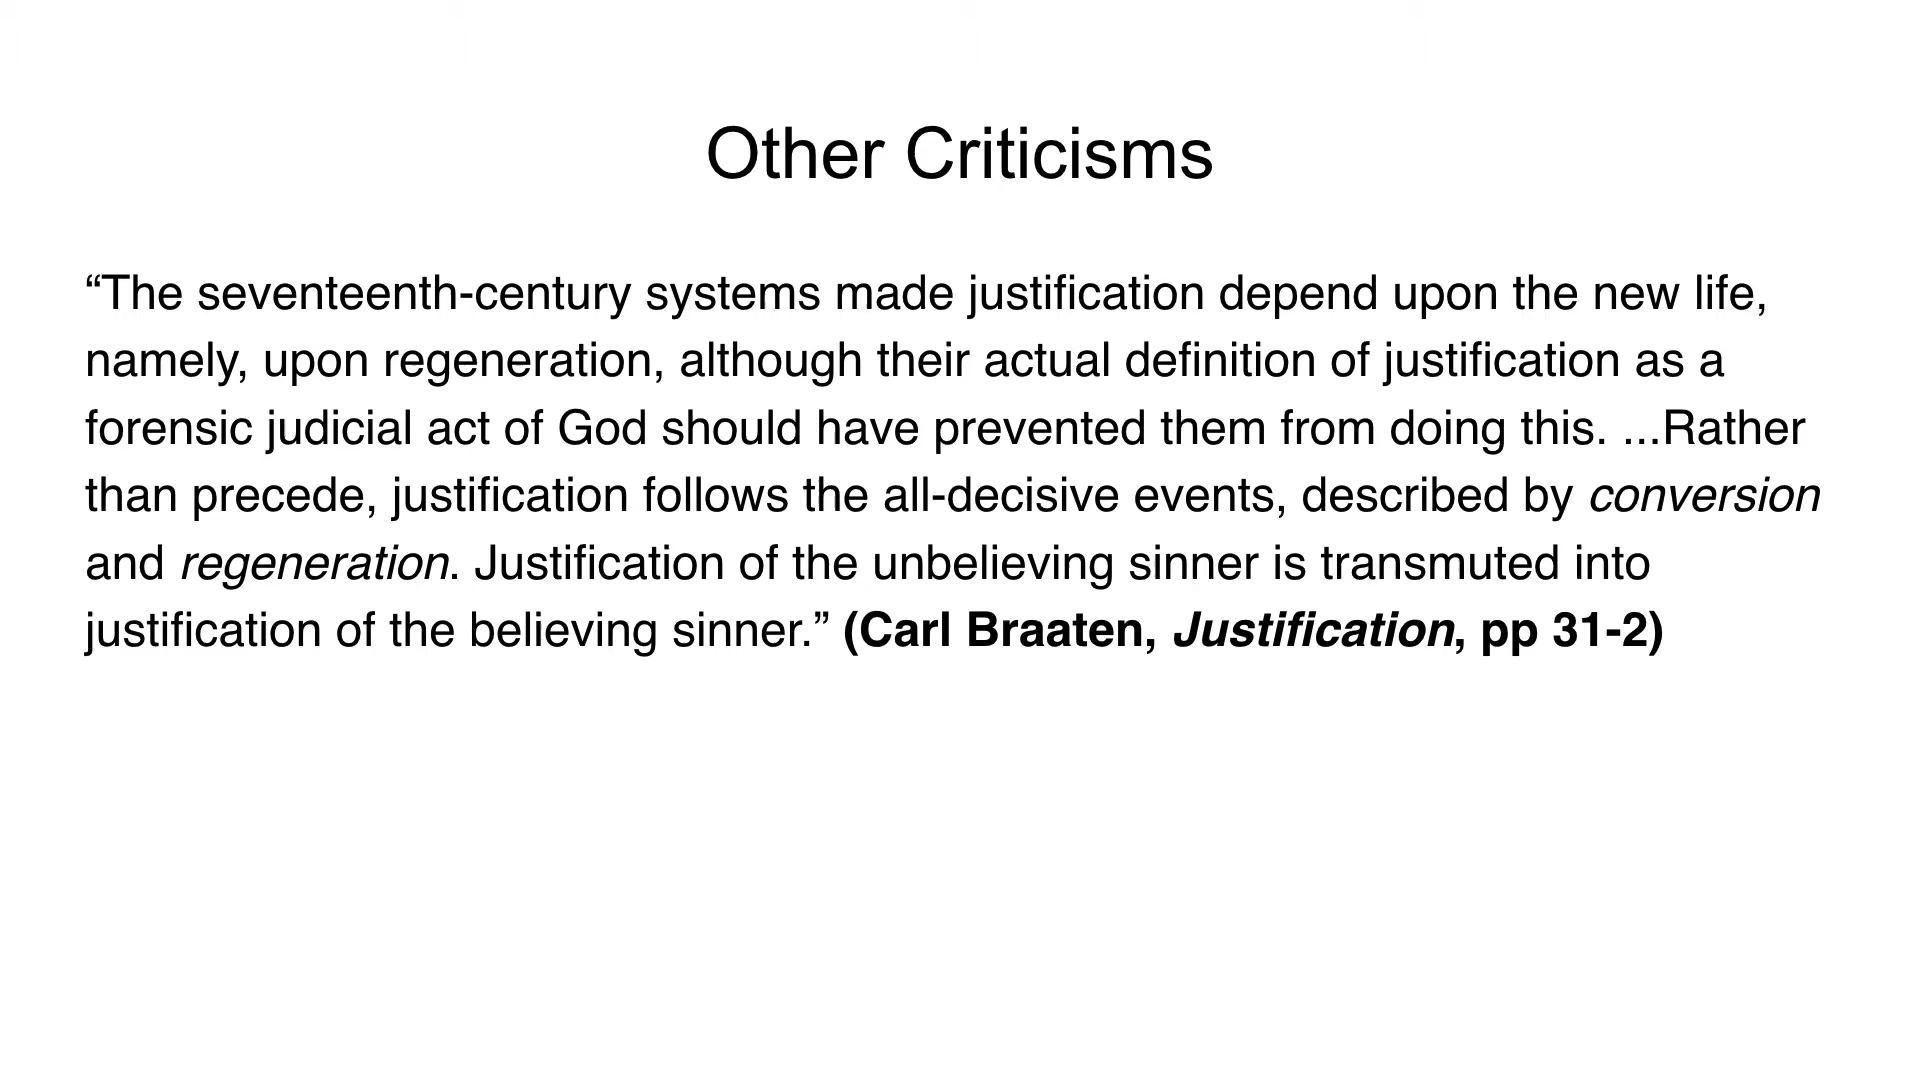 Other Criticisms
“The seventeenth-century systems made justification depend upon the new life,
namely, upon regeneration, although their actual definition of justification as a
forensic judicial act of God should have prevented them from doing this. ...Rather
than precede, justification follows the all-decisive events, described by conversion
and regeneration. Justification of the unbelieving sinner is transmuted into
justification of the believing sinner.” (Carl Braaten, Justification, pp 31-2)